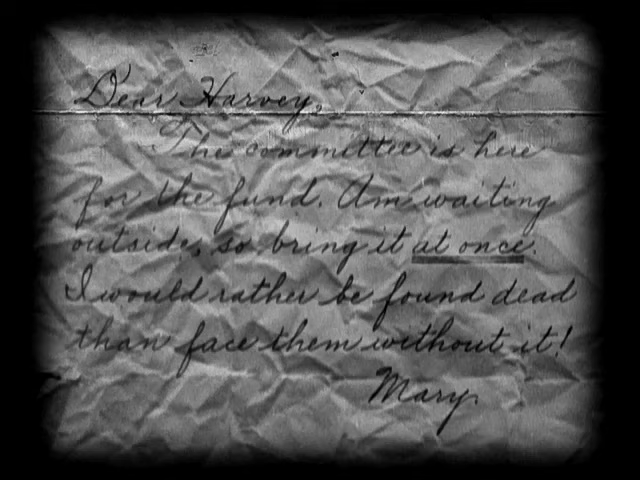 Dear Harvey,
The committee is here
for the fund. Am waiting
outside, so bring it at once.
I would rather be found dead
than face them without it!
Mary.